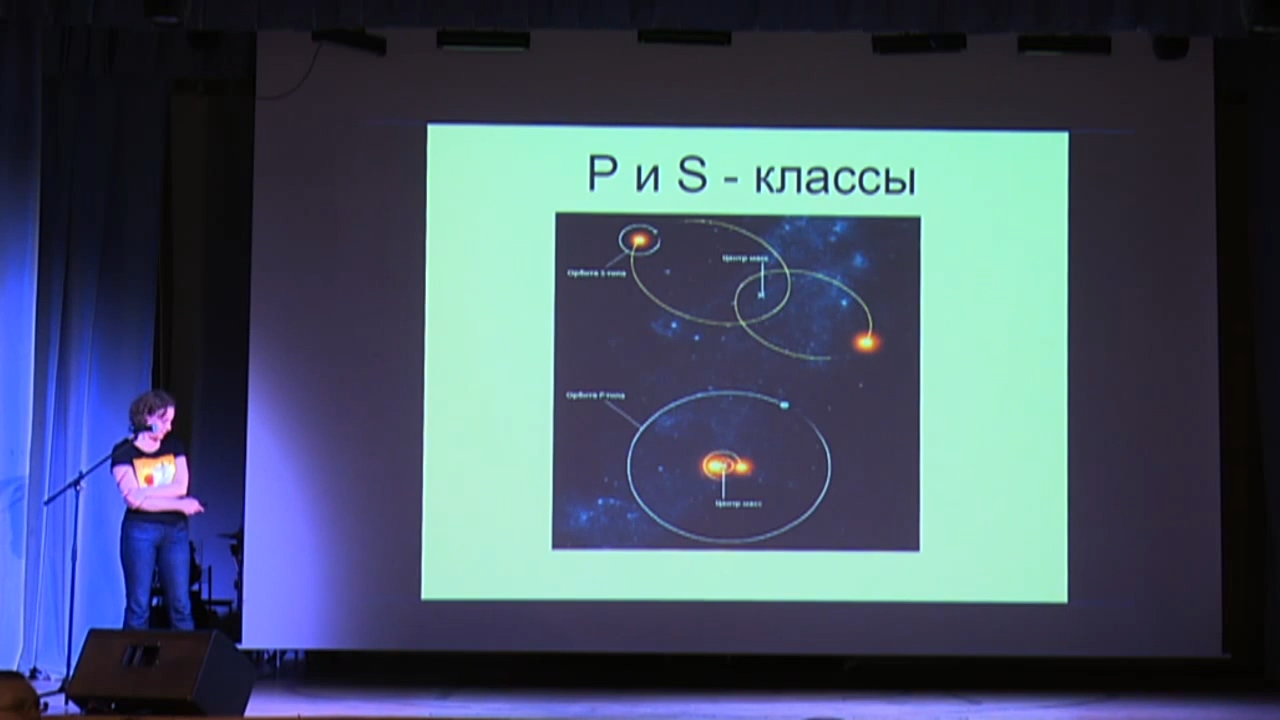 P и S - классы
Центр масс
Орбита S-типа
Орбита P-типа
Центр масс